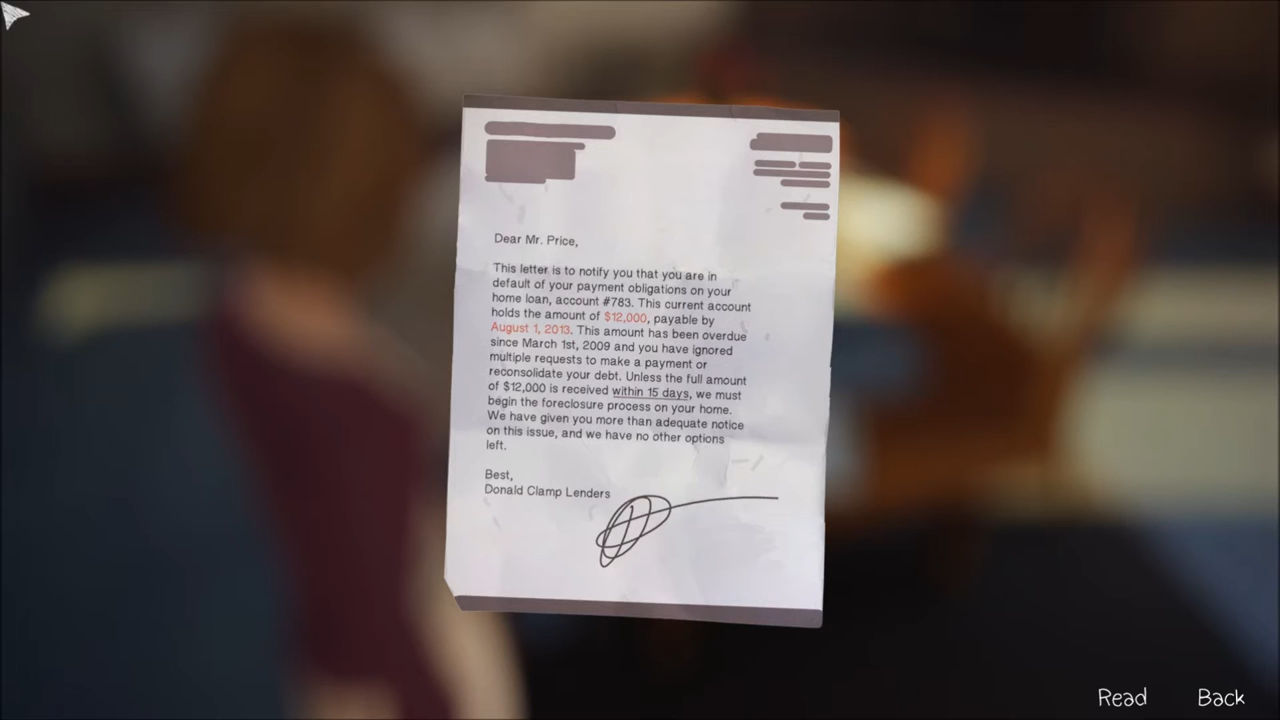 Dear Mr. Price,
This letter is to notify you that you are in
default of your payment obligations on your
home loan, account #783. This current account
holds the amount of $12,000, payable by
August 1, 2013. This amount has been overdue
since March 1st, 2009 and you have ignored
multiple requests to make a payment or
reconsolidate your debt. Unless the full amount
of $12,000 is received within 15 days, we must
begin the foreclosure process on your home.
We have given you more than adequate notice
on this issue, and we have no other options
left.
Best,
Donald Clamp Lenders
Read
Back